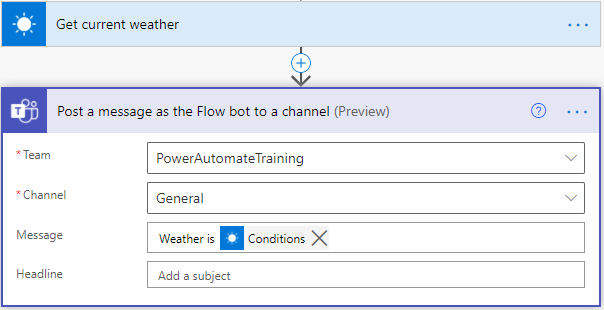 Get current weather
Post a message as the Flow bot to a channel (Preview)
* Team PowerAutomateTraining
* Channel General
Message Weather is Conditions
Headline Add a subject